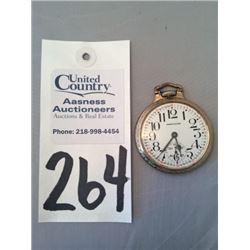 United
Country
Aasness
Auctioneers
Auctions & Real Estate
Phone: 218-998-4454
264